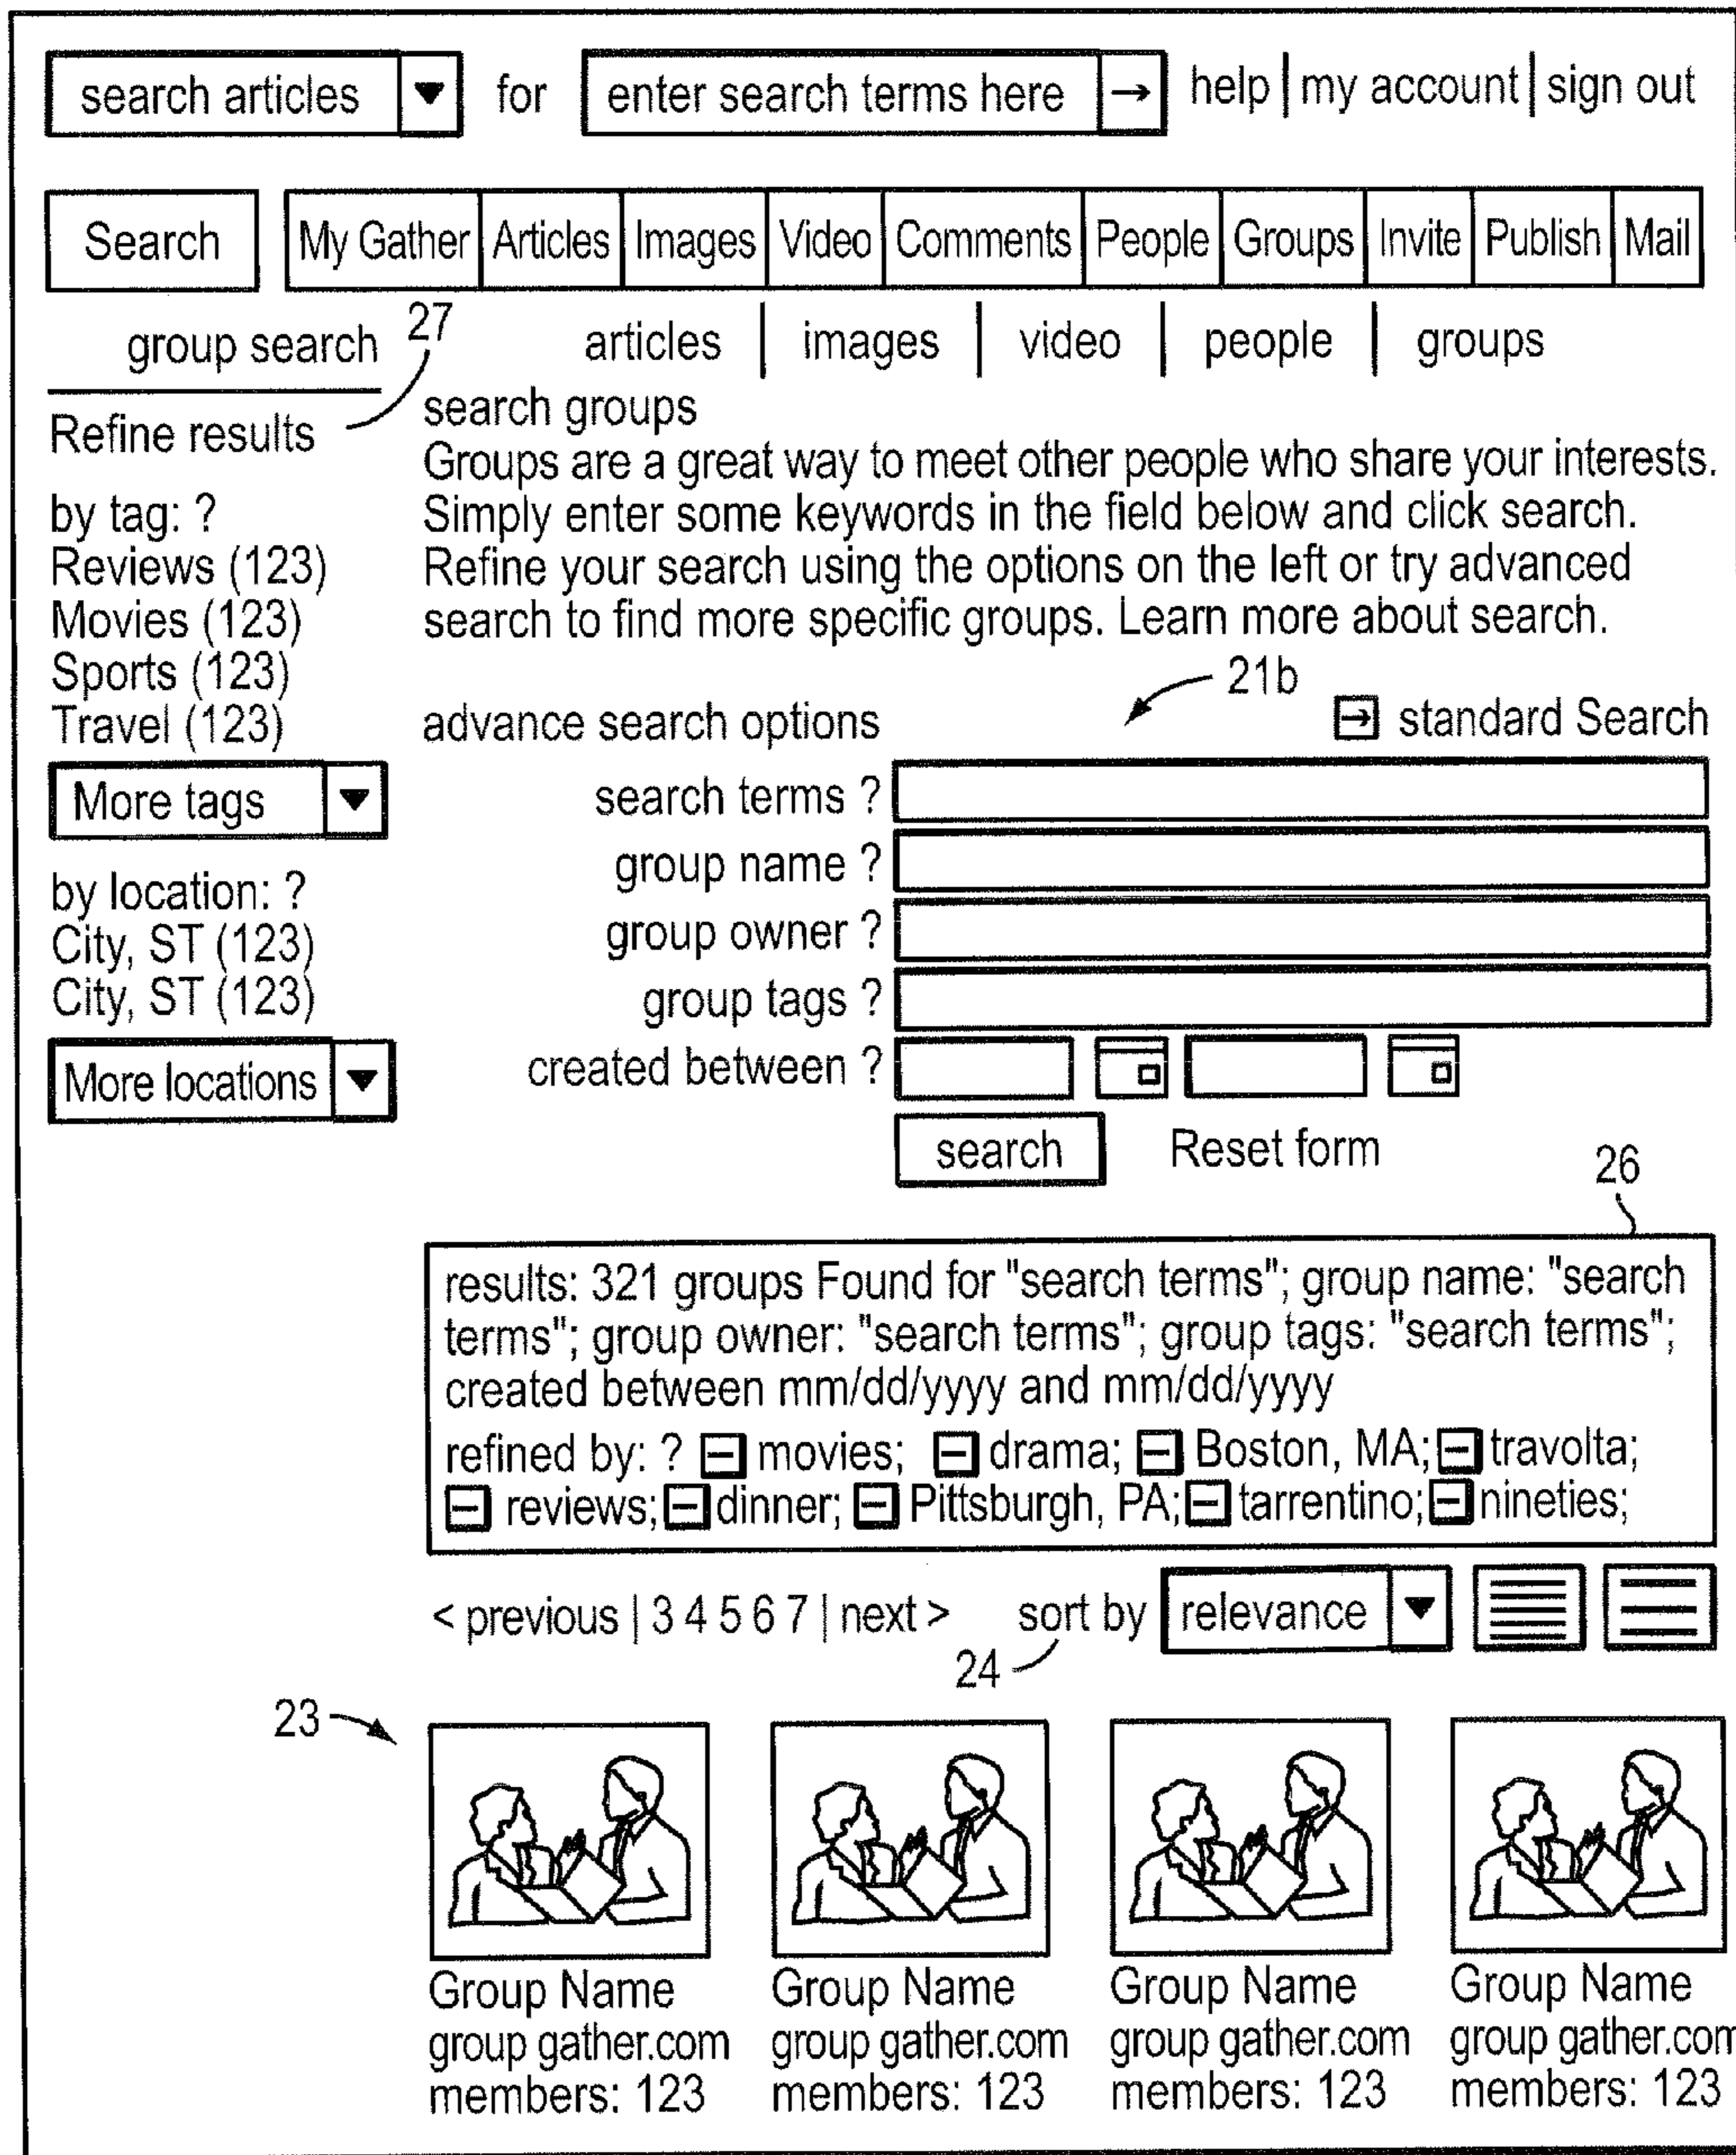 search articles ▼ for enter search terms here → help | my account | sign out
Search My Gather Articles Images Video Comments People Groups Invite Publish Mail
group search 27 articles | images | video | people | groups
Refine results
by tag: ?
Reviews (123)
Movies (123)
Sports (123)
Travel (123)
More tags ▼
by location: ?
City, ST (123)
City, ST (123)
More locations ▼
search groups
Groups are a great way to meet other people who share your interests.
Simply enter some keywords in the field below and click search.
Refine your search using the options on the left or try advanced
search to find more specific groups. Learn more about search.
21b
advance search options → standard Search
search terms ?
group name ?
group owner ?
group tags ?
created between ?
search Reset form
26
results: 321 groups Found for "search terms"; group name: "search
terms"; group owner: "search terms"; group tags: "search terms";
created between mm/dd/yyyy and mm/dd/yyyy
refined by: ? − movies; − drama; − Boston, MA; − travolta;
− reviews; − dinner; − Pittsburgh, PA; − tarrentino; − nineties;
< previous | 3 4 5 6 7 | next > sort by relevance ▼
24
23
Group Name Group Name Group Name Group Name
group gather.com group gather.com group gather.com group gather.com
members: 123 members: 123 members: 123 members: 123